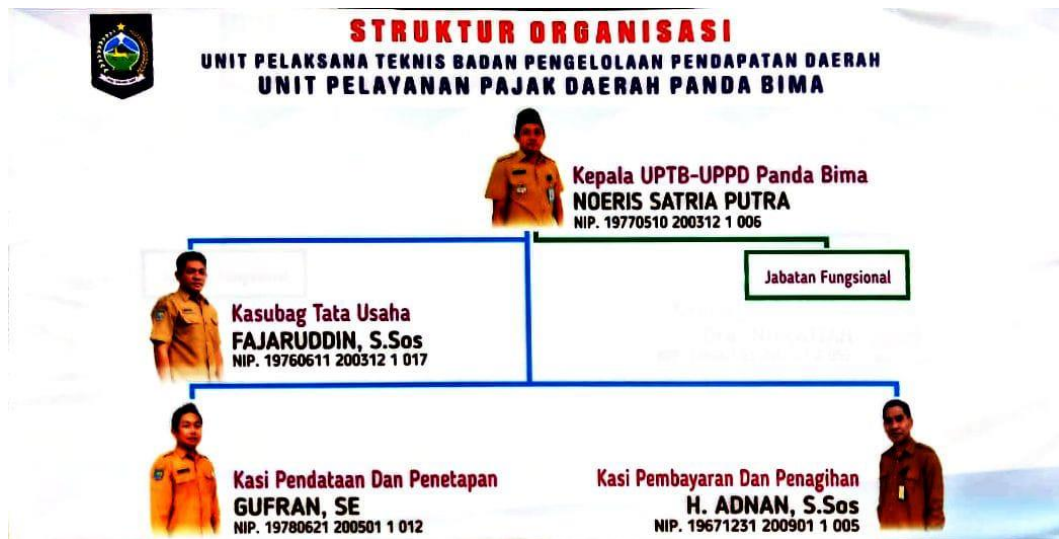 STRUKTUR ORGANISASI
UNIT PELAKSANA TEKNIS BADAN PENGELOLAAN PENDAPATAN DAERAH
UNIT PELAYANAN PAJAK DAERAH PANDA BIMA
Kepala UPTB-UPPD Panda Bima
NOERIS SATRIA PUTRA
NIP. 19770510 200312 1 006
Jabatan Fungsional
Kasubag Tata Usaha
FAJARUDDIN, S.Sos
NIP. 19760611 200312 1 017
Kasi Pendataan Dan Penetapan
GUFRAN, SE
NIP. 19780621 200501 1 012
Kasi Pembayaran Dan Penagihan
H. ADNAN, S.Sos
NIP. 19671231 200901 1 005